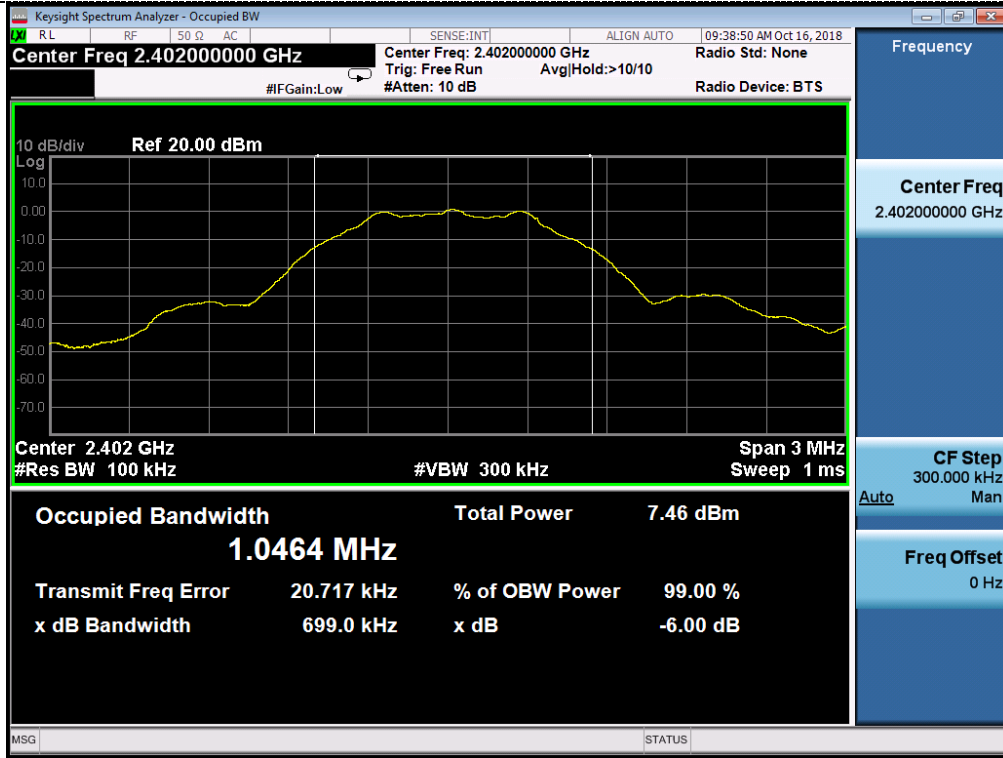 Keysight Spectrum Analyzer - Occupied BW
LXI RL RF 50 Ω AC SENSE:INT ALIGN AUTO 09:38:50 AM Oct 16, 2018
Center Freq 2.402000000 GHz
Center Freq: 2.402000000 GHz
Radio Std: None
Trig: Free Run Avg|Hold:>10/10
#IFGain:Low
#Atten: 10 dB
Radio Device: BTS
Frequency
10 dB/div Ref 20.00 dBm
Log
10.0
0.00
-10.0
-20.0
-30.0
-40.0
-50.0
-60.0
-70.0
Center 2.402 GHz Span 3 MHz
#Res BW 100 kHz #VBW 300 kHz Sweep 1 ms
Occupied Bandwidth Total Power 7.46 dBm
1.0464 MHz
Transmit Freq Error 20.717 kHz % of OBW Power 99.00 %
x dB Bandwidth 699.0 kHz x dB -6.00 dB
Center Freq
2.402000000 GHz
CF Step
300.000 kHz
Auto Man
Freq Offset
0 Hz
MSG STATUS